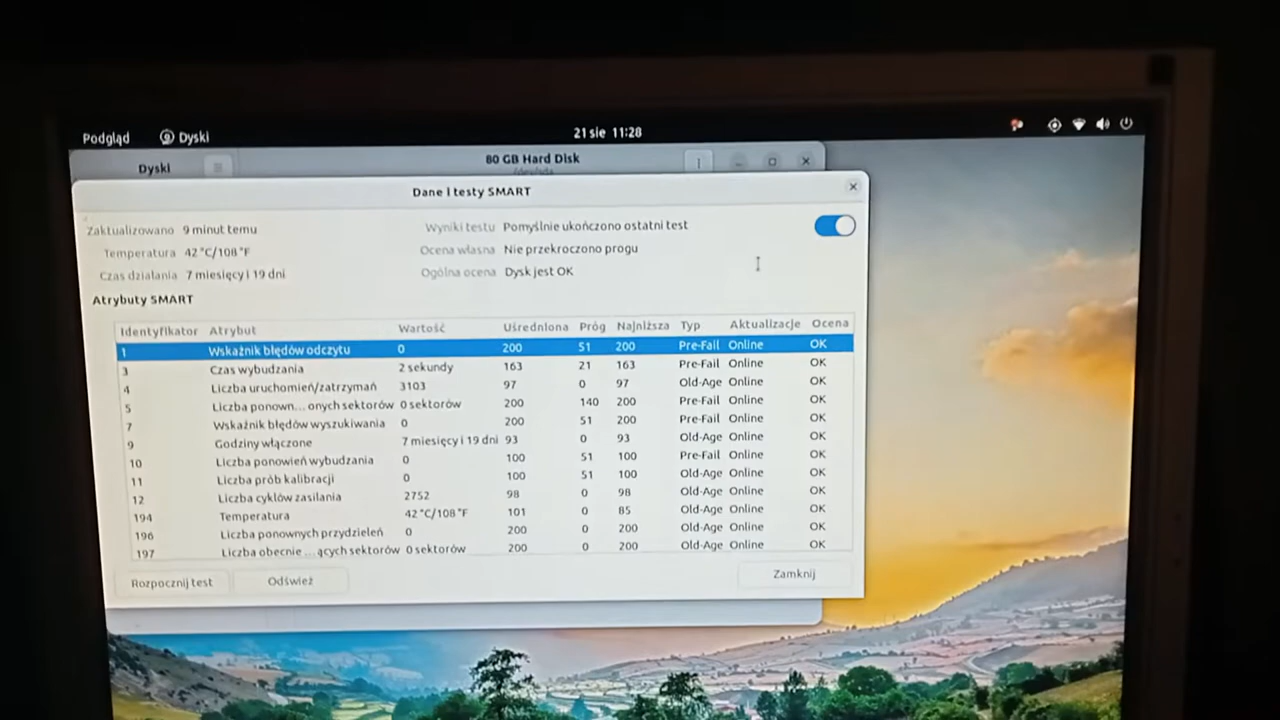 Podgląd Dyski 21 sie 11:28
Dyski 80 GB Hard Disk
Dane i testy SMART
Zaktualizowano 9 minut temu Wyniki testu Pomyślnie ukończono ostatni test
Temperatura 42 °C/108 °F Ocena własna Nie przekroczono progu
Czas działania 7 miesięcy i 19 dni Ogólna ocena Dysk jest OK
Atrybuty SMART
Identyfikator Atrybut Wartość Uśredniona Próg Najniższa Typ Aktualizacje Ocena
1 Wskaźnik błędów odczytu 0 200 51 200 Pre-Fail Online OK
3 Czas wybudzania 2 sekundy 163 21 163 Pre-Fail Online OK
4 Liczba uruchomień/zatrzymań 3103 97 0 97 Old-Age Online OK
5 Liczba ponown…onych sektorów 0 sektorów 200 140 200 Pre-Fail Online OK
7 Wskaźnik błędów wyszukiwania 0 200 51 200 Pre-Fail Online OK
9 Godziny włączone 7 miesięcy i 19 dni 93 0 93 Old-Age Online OK
10 Liczba ponowień wybudzania 0 100 51 100 Pre-Fail Online OK
11 Liczba prób kalibracji 0 100 51 100 Old-Age Online OK
12 Liczba cyklów zasilania 2752 98 0 98 Old-Age Online OK
194 Temperatura 42 °C/108 °F 101 0 85 Old-Age Online OK
196 Liczba ponownych przydzieleń 0 200 0 200 Old-Age Online OK
197 Liczba obecnie …ących sektorów 0 sektorów 200 0 200 Old-Age Online OK
Rozpocznij test Odśwież Zamknij